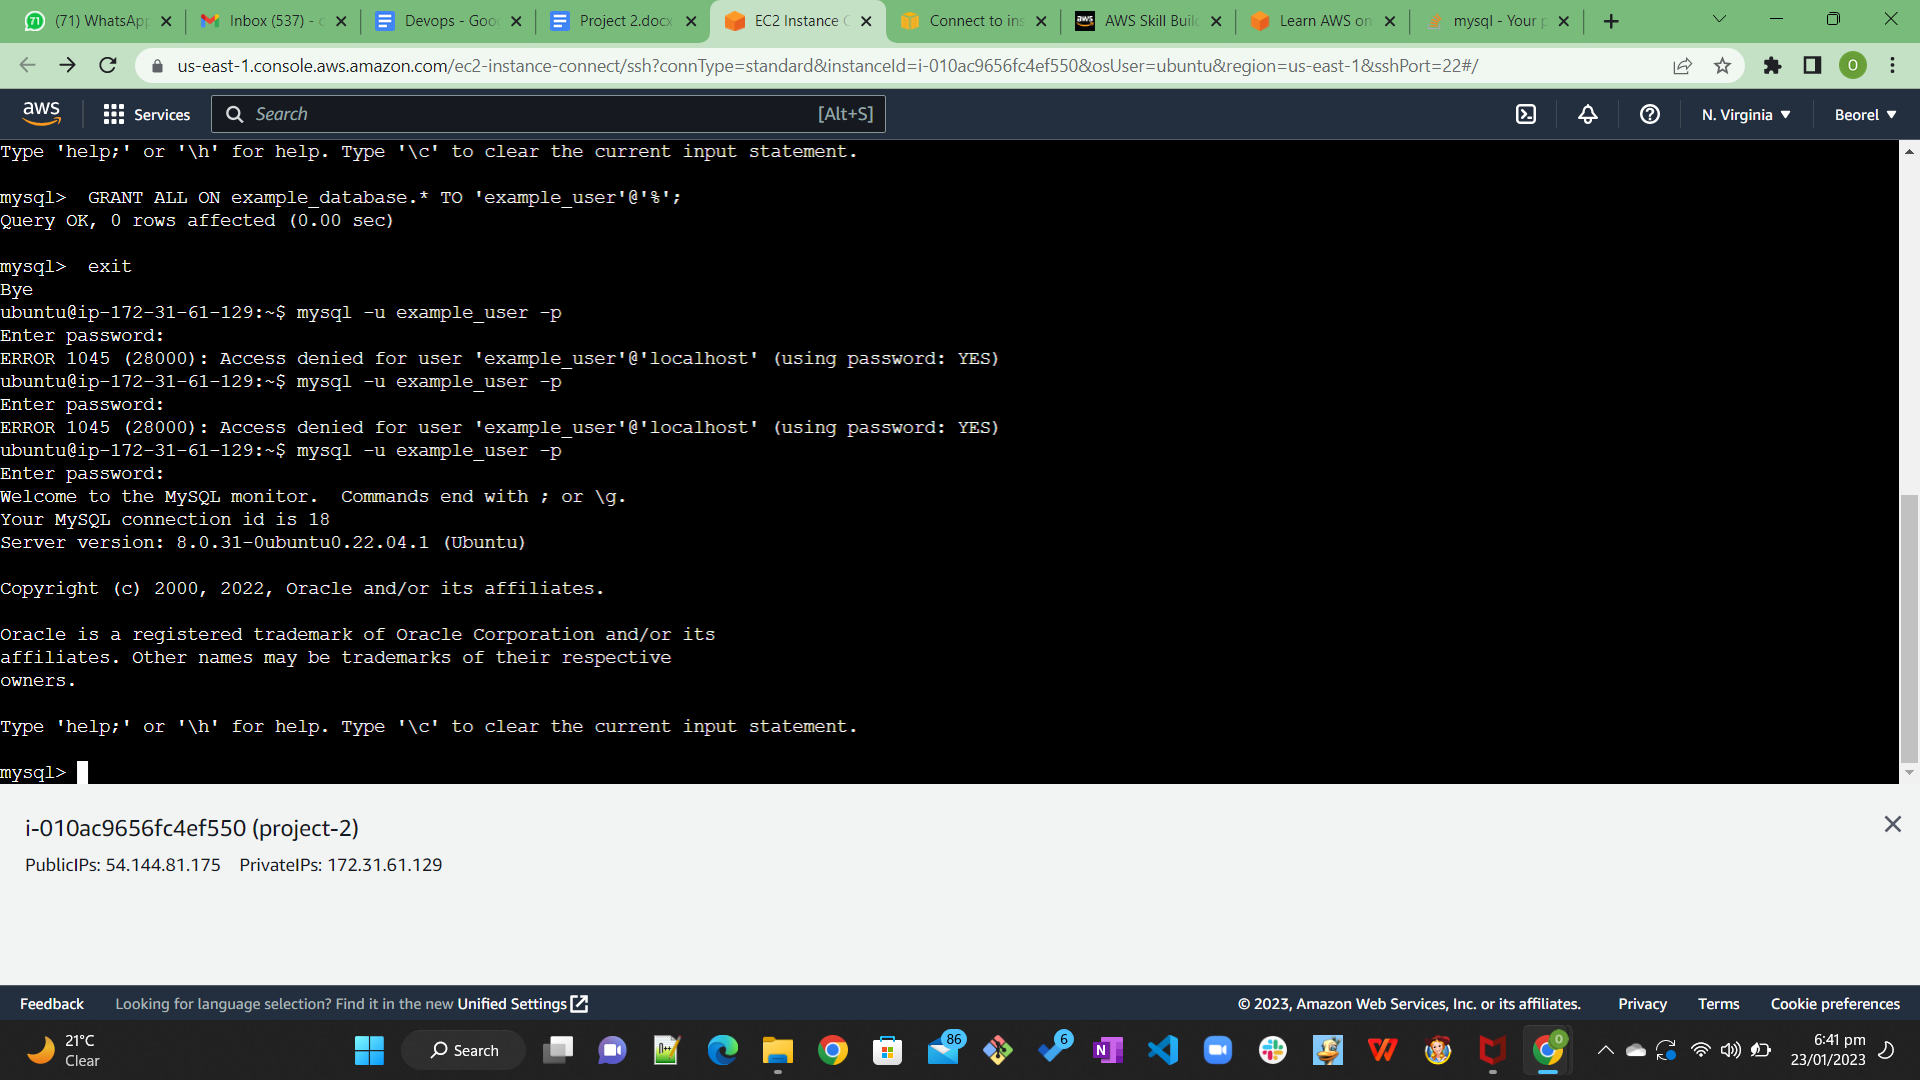 71
(71) WhatsApp
Inbox (537) - 
Devops - Goo
Project 2.docx
EC2 Instance C
Connect to ins
aws
AWS Skill Buil
Learn AWS on
mysql - Your p
us-east-1.console.aws.amazon.com/ec2-instance-connect/ssh?connType=standard&instanceId=i-010ac9656fc4ef550&osUser=ubuntu&region=us-east-1&sshPort=22#/
O
aws
Services
Search
[Alt+S]
N. Virginia
Beorel
Type 'help;' or '\h' for help. Type '\c' to clear the current input statement.
mysql>  GRANT ALL ON example_database.* TO 'example_user'@'%';
Query OK, 0 rows affected (0.00 sec)
mysql>  exit
Bye
ubuntu@ip-172-31-61-129:~$ mysql -u example_user -p
Enter password:
ERROR 1045 (28000): Access denied for user 'example_user'@'localhost' (using password: YES)
ubuntu@ip-172-31-61-129:~$ mysql -u example_user -p
Enter password:
ERROR 1045 (28000): Access denied for user 'example_user'@'localhost' (using password: YES)
ubuntu@ip-172-31-61-129:~$ mysql -u example_user -p
Enter password:
Welcome to the MySQL monitor.  Commands end with ; or \g.
Your MySQL connection id is 18
Server version: 8.0.31-0ubuntu0.22.04.1 (Ubuntu)
Copyright (c) 2000, 2022, Oracle and/or its affiliates.
Oracle is a registered trademark of Oracle Corporation and/or its
affiliates. Other names may be trademarks of their respective
owners.
Type 'help;' or '\h' for help. Type '\c' to clear the current input statement.
mysql>
i-010ac9656fc4ef550 (project-2)
PublicIPs: 54.144.81.175    PrivateIPs: 172.31.61.129
Feedback
Looking for language selection? Find it in the new Unified Settings
© 2023, Amazon Web Services, Inc. or its affiliates.
Privacy
Terms
Cookie preferences
21°C
Clear
Search
86
6
N
O
6:41 pm
23/01/2023